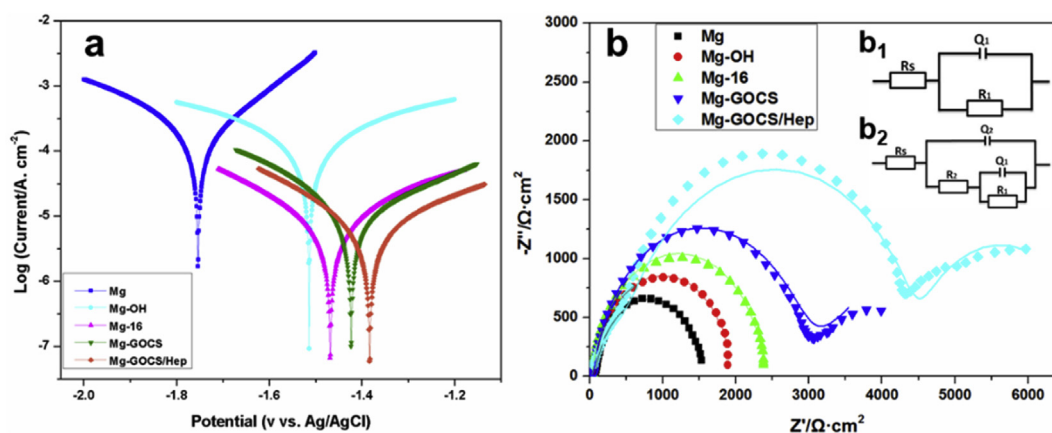 a
Log (Current/A. cm-2)
-2
-3
-4
-5
-6
-7
-2.0
-1.8
-1.6
-1.4
-1.2
Potential (v vs. Ag/AgCl)
Mg
Mg-OH
Mg-16
Mg-GOCS
Mg-GOCS/Hep
b
-Z''/Ω·cm²
3000
2500
2000
1500
1000
500
0
0
1000
2000
3000
4000
5000
6000
Z'/Ω·cm²
Mg
Mg-OH
Mg-16
Mg-GOCS
Mg-GOCS/Hep
b1
Q1
Rs
R1
b2
Q2
Rs
Q1
R2
R1